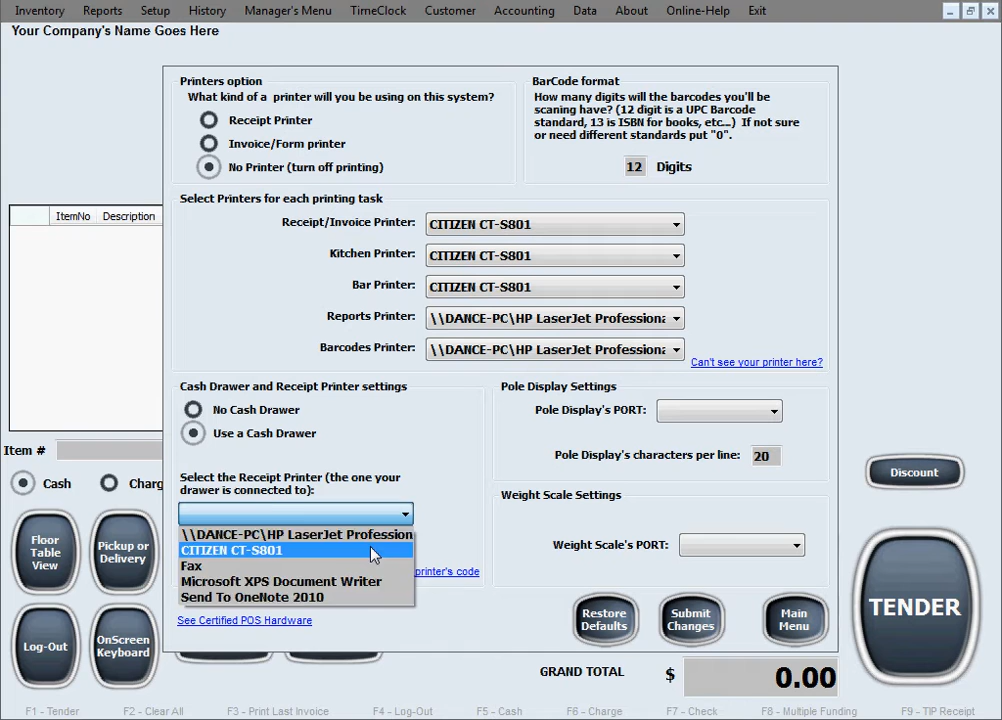 Inventory Reports Setup History Manager's Menu TimeClock Customer Accounting Data About Online-Help Exit
Your Company's Name Goes Here
Printers option
What kind of a printer will you be using on this system?
Receipt Printer
Invoice/Form printer
No Printer (turn off printing)
BarCode format
How many digits will the barcodes you'll be
scaning have? (12 digit is a UPC Barcode
standard, 13 is ISBN for books, etc...) If not sure
or need different standards put "0".
12 Digits
Select Printers for each printing task
Receipt/Invoice Printer: CITIZEN CT-S801
Kitchen Printer: CITIZEN CT-S801
Bar Printer: CITIZEN CT-S801
Reports Printer: \\DANCE-PC\HP LaserJet Professiona
Barcodes Printer: \\DANCE-PC\HP LaserJet Professiona
Can't see your printer here?
ItemNo Description
Item #
Cash Charg
Floor
Table
View
Pickup or
Delivery
Log-Out
OnScreen
Keyboard
Cash Drawer and Receipt Printer settings
No Cash Drawer
Use a Cash Drawer
Select the Receipt Printer (the one your
drawer is connected to):
\\DANCE-PC\HP LaserJet Profession
CITIZEN CT-S801
Fax
Microsoft XPS Document Writer
Send To OneNote 2010
printer's code
See Certified POS Hardware
Pole Display Settings
Pole Display's PORT:
Pole Display's characters per line: 20
Weight Scale Settings
Weight Scale's PORT:
Restore
Defaults
Submit
Changes
Main
Menu
Discount
TENDER
GRAND TOTAL $ 0.00
F1 - Tender F2 - Clear All F3 - Print Last Invoice F4 - Log-Out F5 - Cash F6 - Charge F7 - Check F8 - Multiple Funding F9 - TIP Receipt